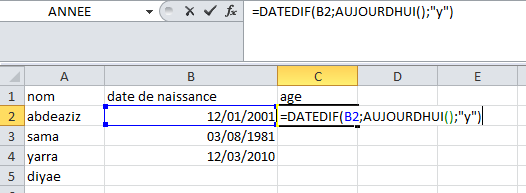 ANNEE =DATEDIF(B2;AUJOURDHUI();"y")
A B C D E
1 nom date de naissance age
2 abdeaziz 12/01/2001 =DATEDIF(B2;AUJOURDHUI();"y")
3 sama 03/08/1981
4 yarra 12/03/2010
5 diyae